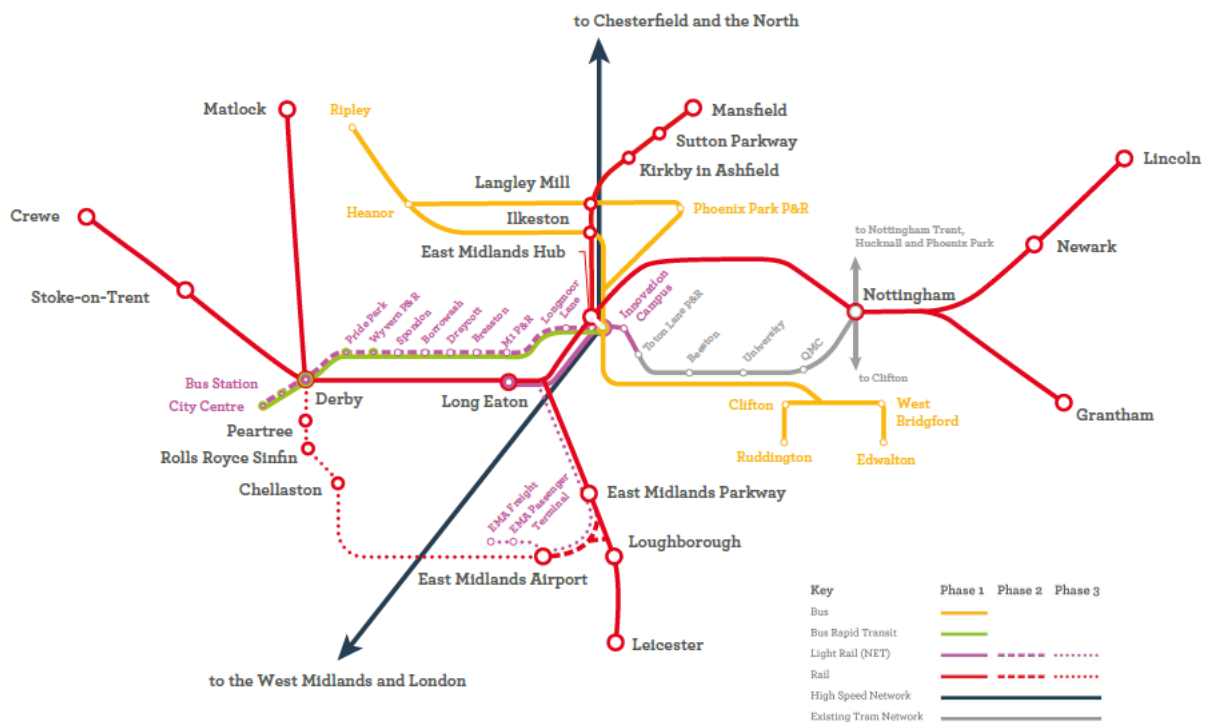 to Chesterfield and the North
Matlock
Ripley
Mansfield
Sutton Parkway
Kirkby in Ashfield
Lincoln
Langley Mill
Crewe
Heanor
Ilkeston
Phoenix Park P&R
East Midlands Hub
to Nottingham Trent,
Hucknall and Phoenix Park
Newark
Stoke-on-Trent
Nottingham
Pride Park
Wyvern P&R
Spondon
Borrowash
Draycott
Breaston
M1 P&R
Longmoor
Lane
Innovation
Campus
Toton Lane P&R
Beeston
Universky
QMC
to Clifton
Bus Station
City Centre
Derby
Long Eaton
Clifton
West
Bridgford
Grantham
Peartree
Rolls Royce Sinfin
Ruddington
Edwalton
Chellaston
EMA Freight
EMA Passenger
Terminal
East Midlands Parkway
Loughborough
East Midlands Airport
Leicester
to the West Midlands and London
Key Phase 1 Phase 2 Phase 3
Bus
Bus Rapid Transit
Light Rail (NET)
Rail
High Speed Network
Existing Tram Network